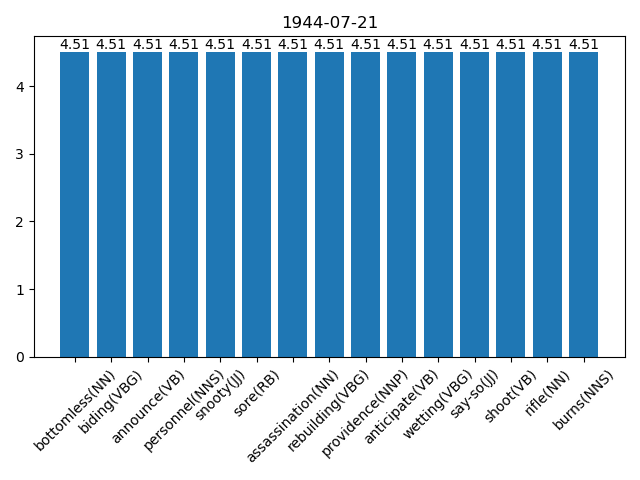 1944-07-21
4.51 4.51 4.51 4.51 4.51 4.51 4.51 4.51 4.51 4.51 4.51 4.51 4.51 4.51 4.51
4
3
2
1
0
bottomless(NN)
biding(VBG)
announce(VB)
personnel(NNS)
snooty(JJ)
sore(RB)
assassination(NN)
rebuilding(VBG)
providence(NNP)
anticipate(VB)
wetting(VBG)
say-so(JJ)
shoot(VB)
rifle(NN)
burns(NNS)